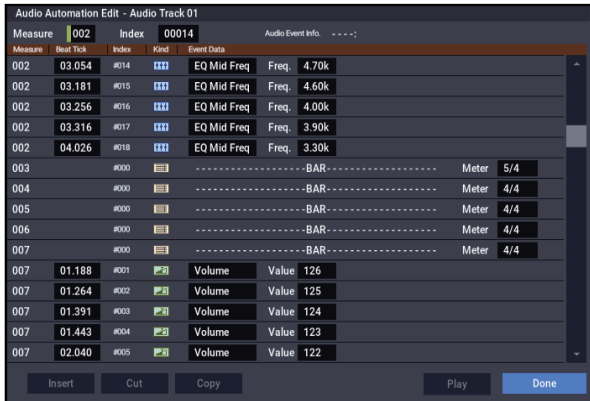 Audio Automation Edit - Audio Track 01
Measure 002 Index 00014 Audio Event Info. ----:
Measure Beat Tick Index Kind Event Data
002 03.054 #014 EQ Mid Freq Freq. 4.70k
002 03.181 #015 EQ Mid Freq Freq. 4.60k
002 03.256 #016 EQ Mid Freq Freq. 4.00k
002 03.316 #017 EQ Mid Freq Freq. 3.90k
002 04.026 #018 EQ Mid Freq Freq. 3.30k
003 #000 -------------------BAR------------------- Meter 5/4
004 #000 -------------------BAR------------------- Meter 4/4
005 #000 -------------------BAR------------------- Meter 4/4
006 #000 -------------------BAR------------------- Meter 4/4
007 #000 -------------------BAR------------------- Meter 4/4
007 01.188 #001 Volume Value 126
007 01.264 #002 Volume Value 125
007 01.391 #003 Volume Value 124
007 01.443 #004 Volume Value 123
007 02.040 #005 Volume Value 122
Insert Cut Copy Play Done